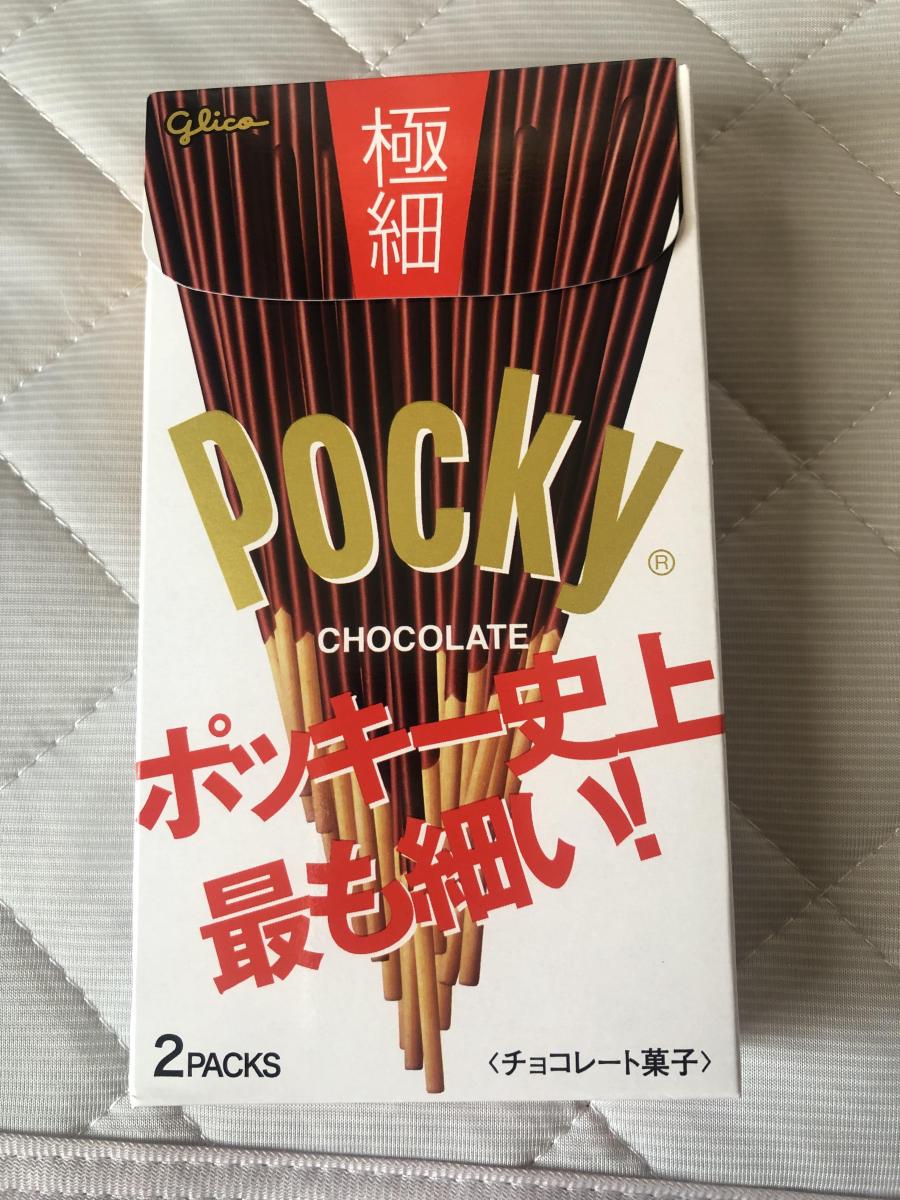 Glico
極細
Pocky
®
CHOCOLATE
ポッキー史上
最も細い!
2PACKS
〈チョコレート菓子〉